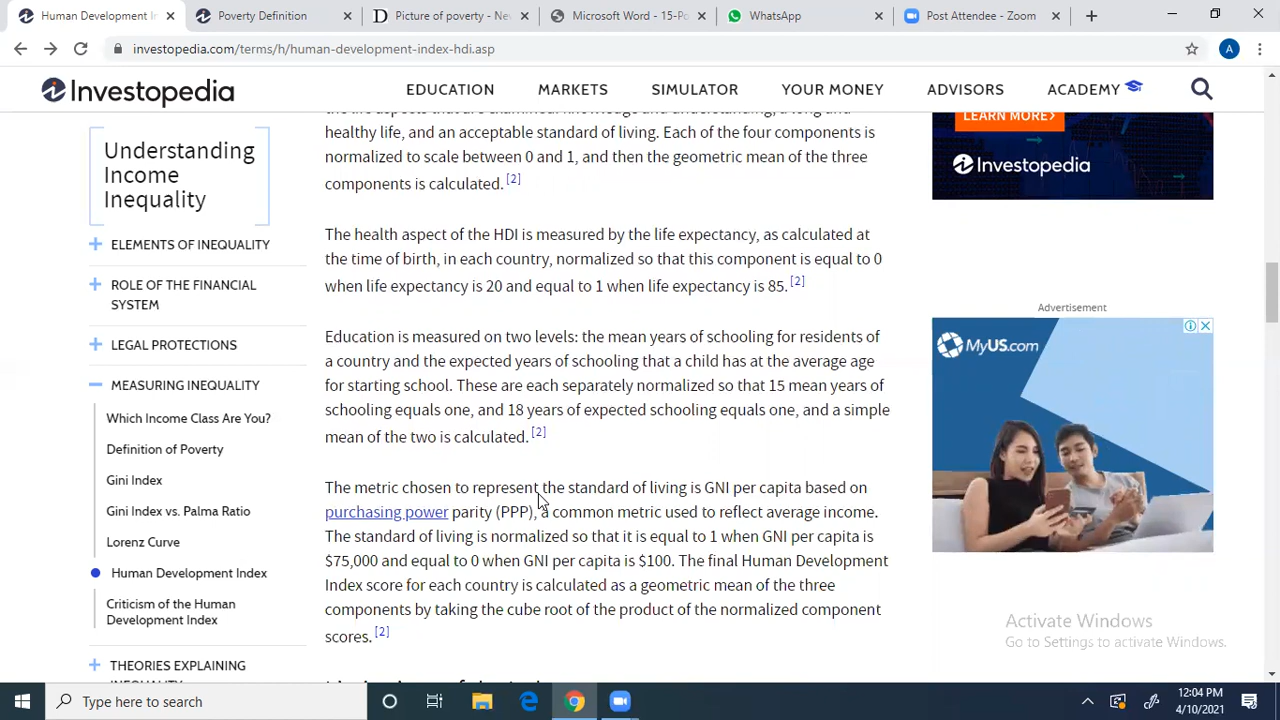 Human Development In
Poverty Definition
Picture of poverty - New
Microsoft Word - 15-Po
WhatsApp
Post Attendee - Zoom
investopedia.com/terms/h/human-development-index-hdi.asp
A
Investopedia
EDUCATION
MARKETS
SIMULATOR
YOUR MONEY
ADVISORS
ACADEMY
Understanding
Income
Inequality
ELEMENTS OF INEQUALITY
ROLE OF THE FINANCIAL
SYSTEM
LEGAL PROTECTIONS
MEASURING INEQUALITY
Which Income Class Are You?
Definition of Poverty
Gini Index
Gini Index vs. Palma Ratio
Lorenz Curve
Human Development Index
Criticism of the Human
Development Index
THEORIES EXPLAINING
INEQUALITY
the life aspects that are examined knowledge and understanding, a long and
healthy life, and an acceptable standard of living. Each of the four components is
normalized to scale between 0 and 1, and then the geometric mean of the three
components is calculated. [2]
The health aspect of the HDI is measured by the life expectancy, as calculated at
the time of birth, in each country, normalized so that this component is equal to 0
when life expectancy is 20 and equal to 1 when life expectancy is 85. [2]
Education is measured on two levels: the mean years of schooling for residents of
a country and the expected years of schooling that a child has at the average age
for starting school. These are each separately normalized so that 15 mean years of
schooling equals one, and 18 years of expected schooling equals one, and a simple
mean of the two is calculated. [2]
The metric chosen to represent the standard of living is GNI per capita based on
purchasing power parity (PPP), a common metric used to reflect average income.
The standard of living is normalized so that it is equal to 1 when GNI per capita is
$75,000 and equal to 0 when GNI per capita is $100. The final Human Development
Index score for each country is calculated as a geometric mean of the three
components by taking the cube root of the product of the normalized component
scores. [2]
LEARN MORE
Investopedia
Advertisement
MyUS.com
Activate Windows
Go to Settings to activate Windows.
Type here to search
12:04 PM
4/10/2021